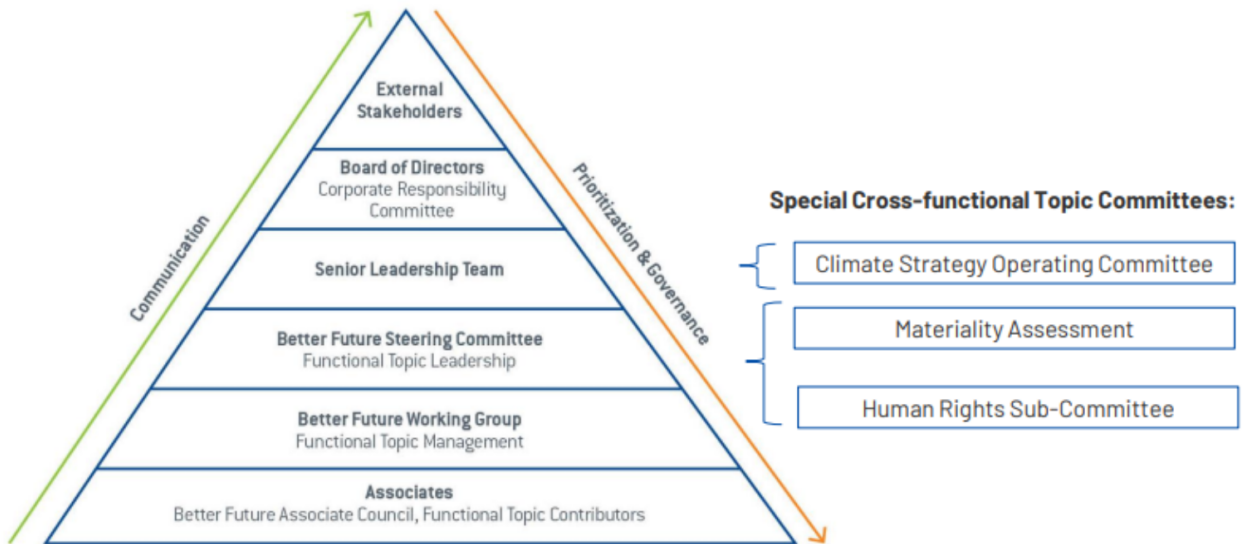 External
Stakeholders
Board of Directors
Corporate Responsibility
Committee
Senior Leadership Team
Better Future Steering Committee
Functional Topic Leadership
Better Future Working Group
Functional Topic Management
Associates
Better Future Associate Council, Functional Topic Contributors
Communication
Prioritization & Governance
Special Cross-functional Topic Committees:
Climate Strategy Operating Committee
Materiality Assessment
Human Rights Sub-Committee